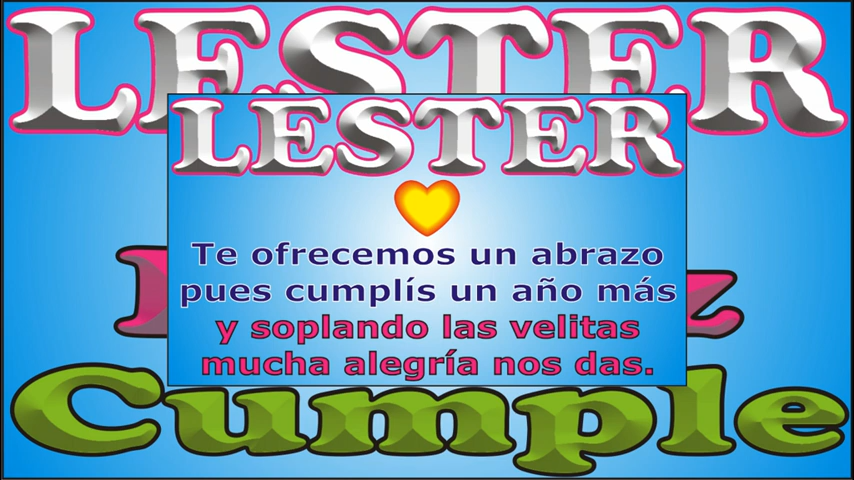 LESTER
LESTER
Te ofrecemos un abrazo
pues cumplís un año más
y soplando las velitas
mucha alegría nos das.
Cumple